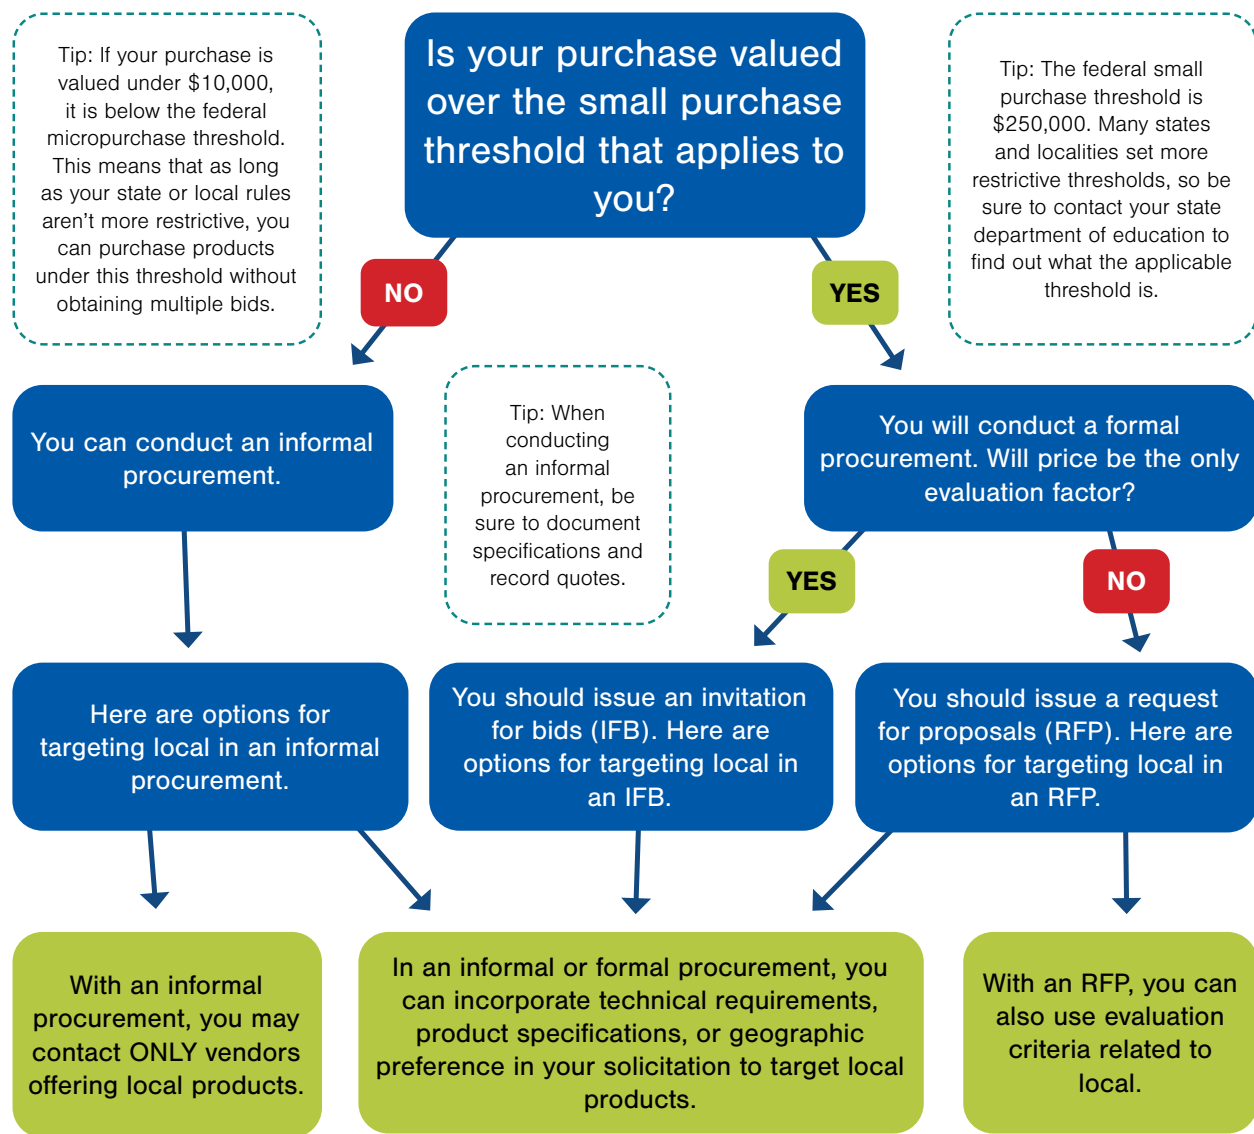 Tip: If your purchase is
valued under $10,000,
it is below the federal
micropurchase threshold.
This means that as long
as your state or local rules
aren’t more restrictive, you
can purchase products
under this threshold without
obtaining multiple bids.
Is your purchase valued
over the small purchase
threshold that applies to
you?
Tip: The federal small
purchase threshold is
$250,000. Many states
and localities set more
restrictive thresholds, so be
sure to contact your state
department of education to
find out what the applicable
threshold is.
NO
YES
You can conduct an informal
procurement.
Tip: When
conducting
an informal
procurement, be
sure to document
specifications and
record quotes.
You will conduct a formal
procurement. Will price be the only
evaluation factor?
YES
NO
Here are options for
targeting local in an informal
procurement.
You should issue an invitation
for bids (IFB). Here are
options for targeting local in
an IFB.
You should issue a request
for proposals (RFP). Here are
options for targeting local in
an RFP.
With an informal
procurement, you may
contact ONLY vendors
offering local products.
In an informal or formal procurement, you
can incorporate technical requirements,
product specifications, or geographic
preference in your solicitation to target local
products.
With an RFP, you can
also use evaluation
criteria related to
local.